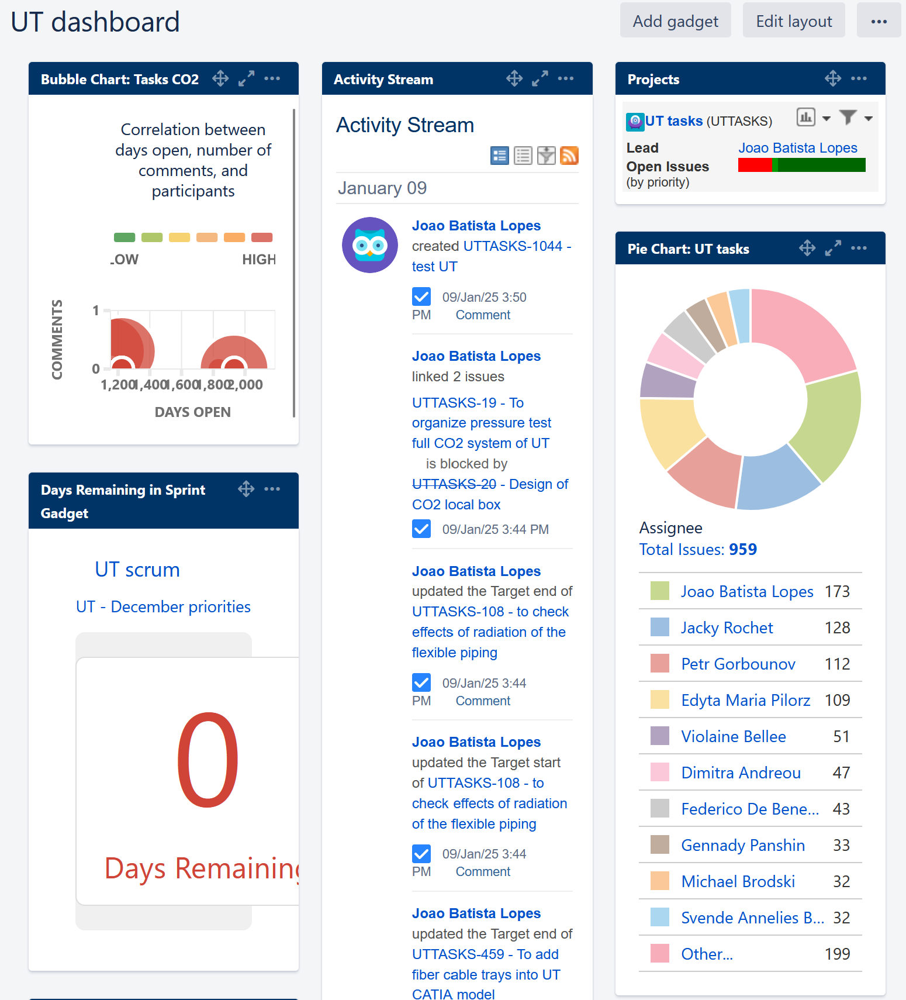 UT dashboard
Add gadget
Edit layout
Bubble Chart: Tasks CO2
Correlation between
days open, number of
comments, and
participants
LOW
HIGH
COMMENTS
1
0
1,200
1,400
1,600
1,800
2,000
DAYS OPEN
Days Remaining in Sprint
Gadget
UT scrum
UT - December priorities
0
Days Remaining
Activity Stream
Activity Stream
January 09
Joao Batista Lopes
created UTTASKS-1044 -
test UT
09/Jan/25 3:50
PM Comment
Joao Batista Lopes
linked 2 issues
UTTASKS-19 - To
organize pressure test
full CO2 system of UT
is blocked by
UTTASKS-20 - Design of
CO2 local box
09/Jan/25 3:44 PM
Joao Batista Lopes
updated the Target end of
UTTASKS-108 - to check
effects of radiation of the
flexible piping
09/Jan/25 3:44
PM Comment
Joao Batista Lopes
updated the Target start
of UTTASKS-108 - to
check effects of radiation
of the flexible piping
09/Jan/25 3:44
PM Comment
Joao Batista Lopes
updated the Target end of
UTTASKS-459 - To add
fiber cable trays into UT
CATIA model
Projects
UT tasks (UTTASKS)
Lead Joao Batista Lopes
Open Issues
(by priority)
Pie Chart: UT tasks
Assignee
Total Issues: 959
Joao Batista Lopes 173
Jacky Rochet 128
Petr Gorbounov 112
Edyta Maria Pilorz 109
Violaine Bellee 51
Dimitra Andreou 47
Federico De Bene... 43
Gennady Panshin 33
Michael Brodski 32
Svende Annelies B... 32
Other... 199